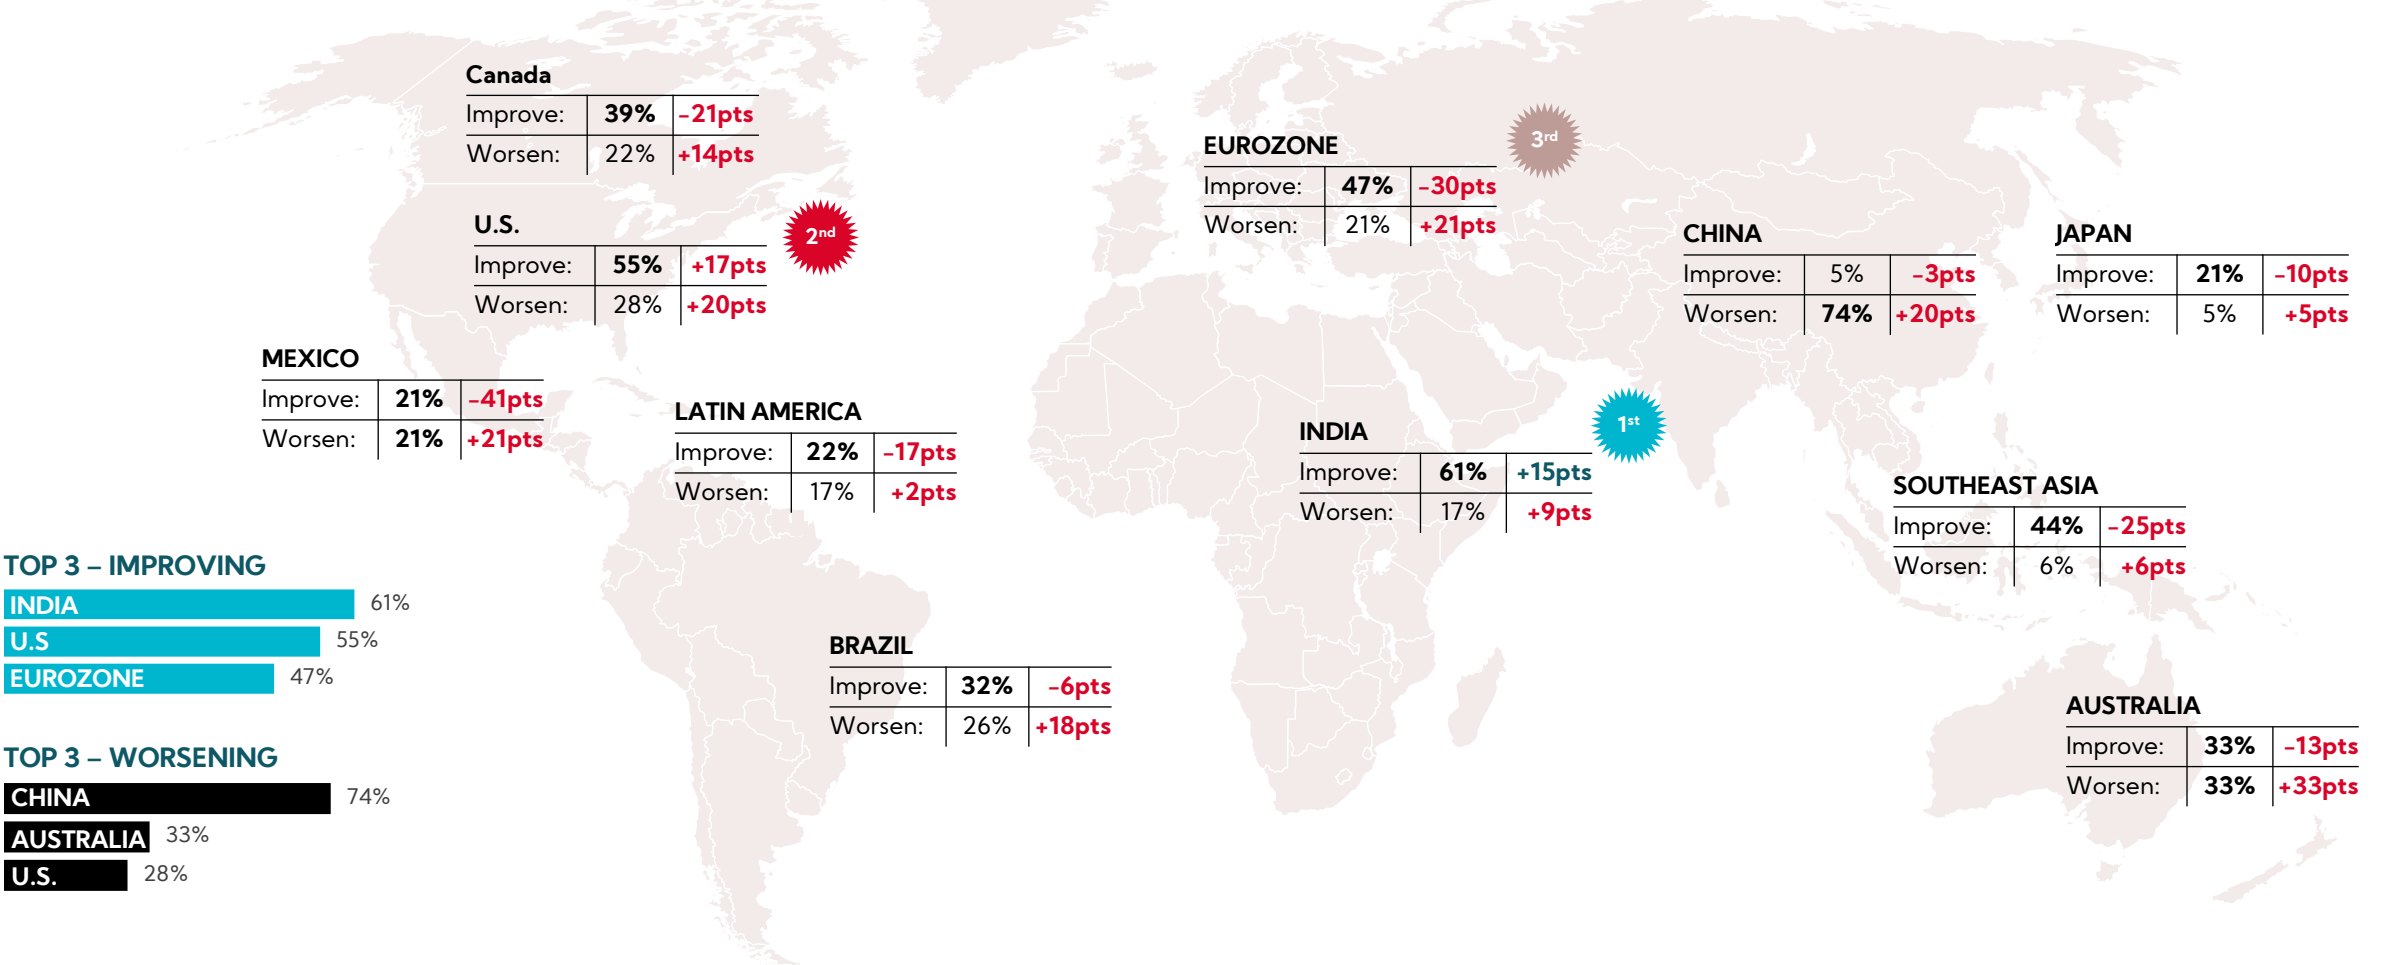 Canada
Improve: 39% -21pts
Worsen: 22% +14pts
U.S.
Improve: 55% +17pts
Worsen: 28% +20pts
2nd
MEXICO
Improve: 21% -41pts
Worsen: 21% +21pts
LATIN AMERICA
Improve: 22% -17pts
Worsen: 17% +2pts
BRAZIL
Improve: 32% -6pts
Worsen: 26% +18pts
EUROZONE
Improve: 47% -30pts
Worsen: 21% +21pts
3rd
INDIA
Improve: 61% +15pts
Worsen: 17% +9pts
1st
CHINA
Improve: 5% -3pts
Worsen: 74% +20pts
JAPAN
Improve: 21% -10pts
Worsen: 5% +5pts
SOUTHEAST ASIA
Improve: 44% -25pts
Worsen: 6% +6pts
AUSTRALIA
Improve: 33% -13pts
Worsen: 33% +33pts
TOP 3 – IMPROVING
INDIA 61%
U.S 55%
EUROZONE 47%
TOP 3 – WORSENING
CHINA 74%
AUSTRALIA 33%
U.S. 28%